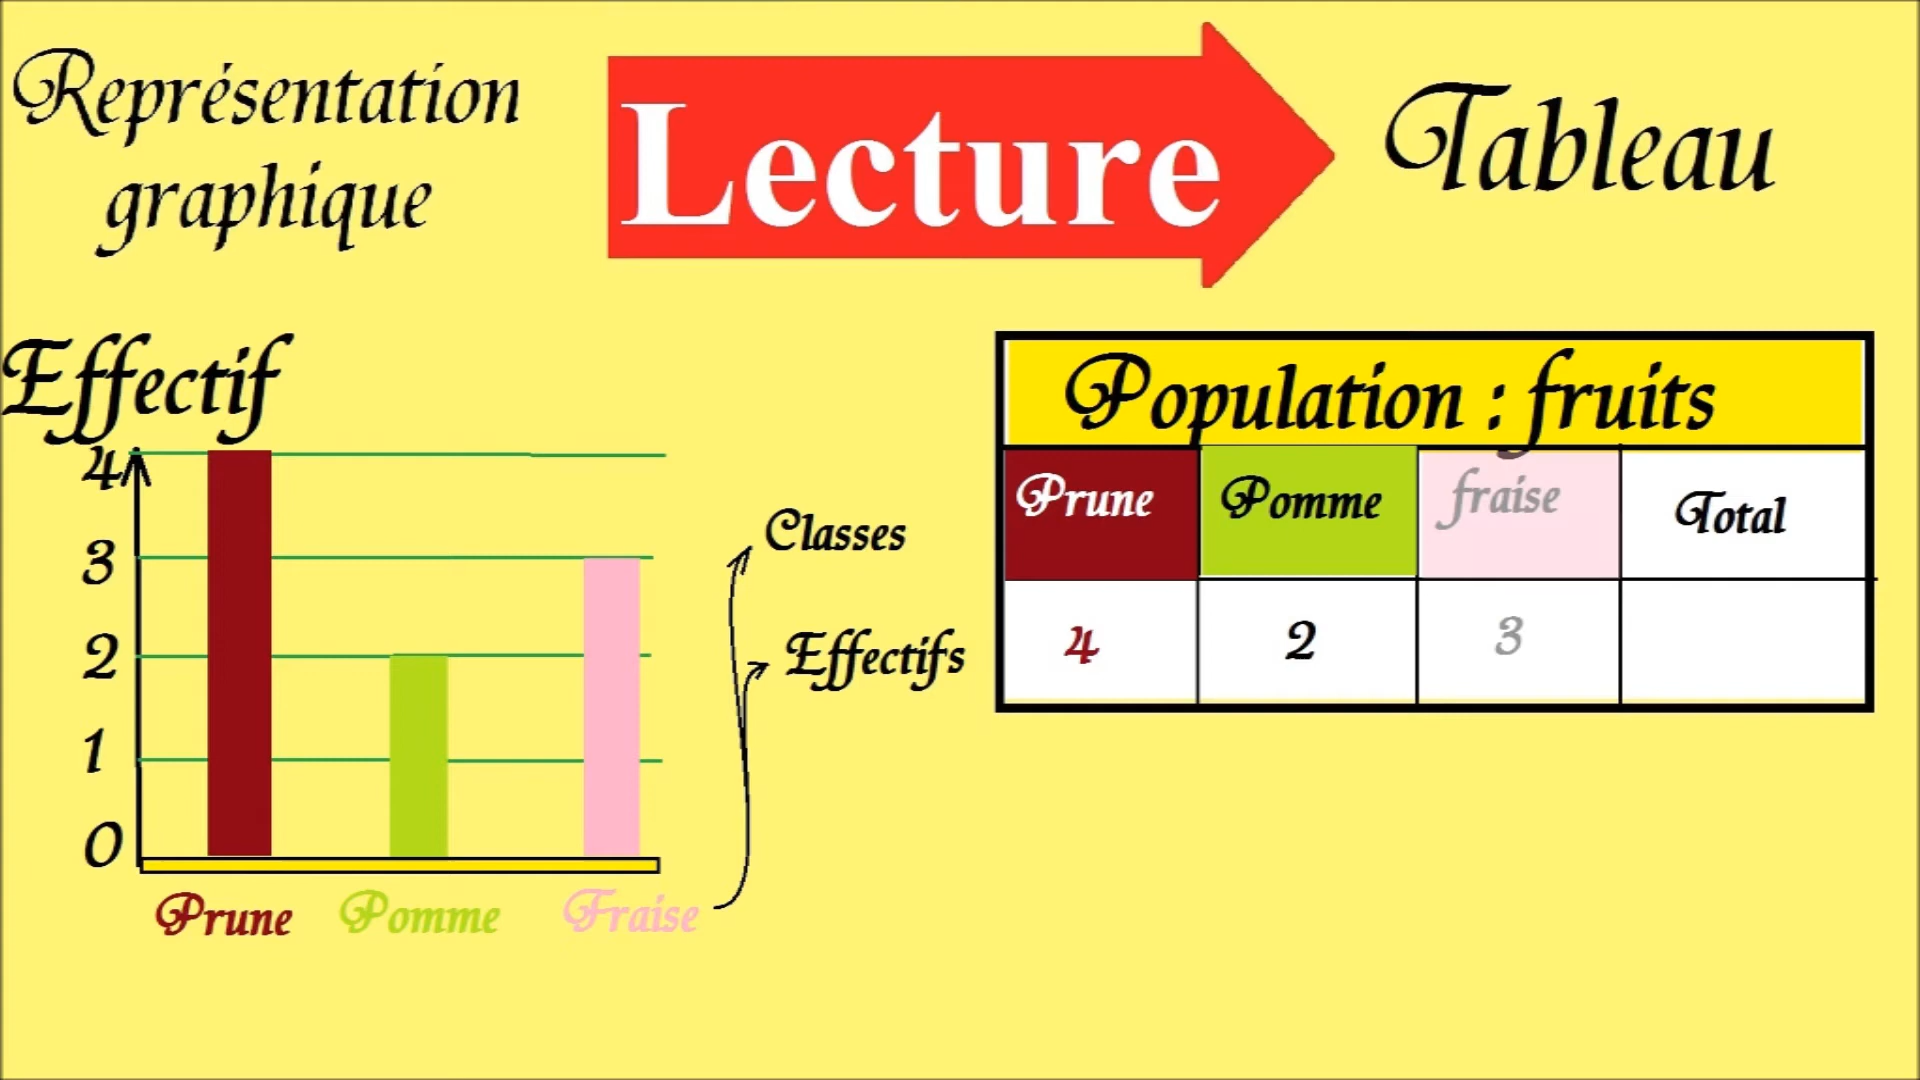 Représentation
graphique
Lecture
Tableau
Effectif
4
3
2
1
0
Prune Pomme Fraise
Classes
Effectifs
Population : fruits
Prune Pomme fraise Total
4 2 3